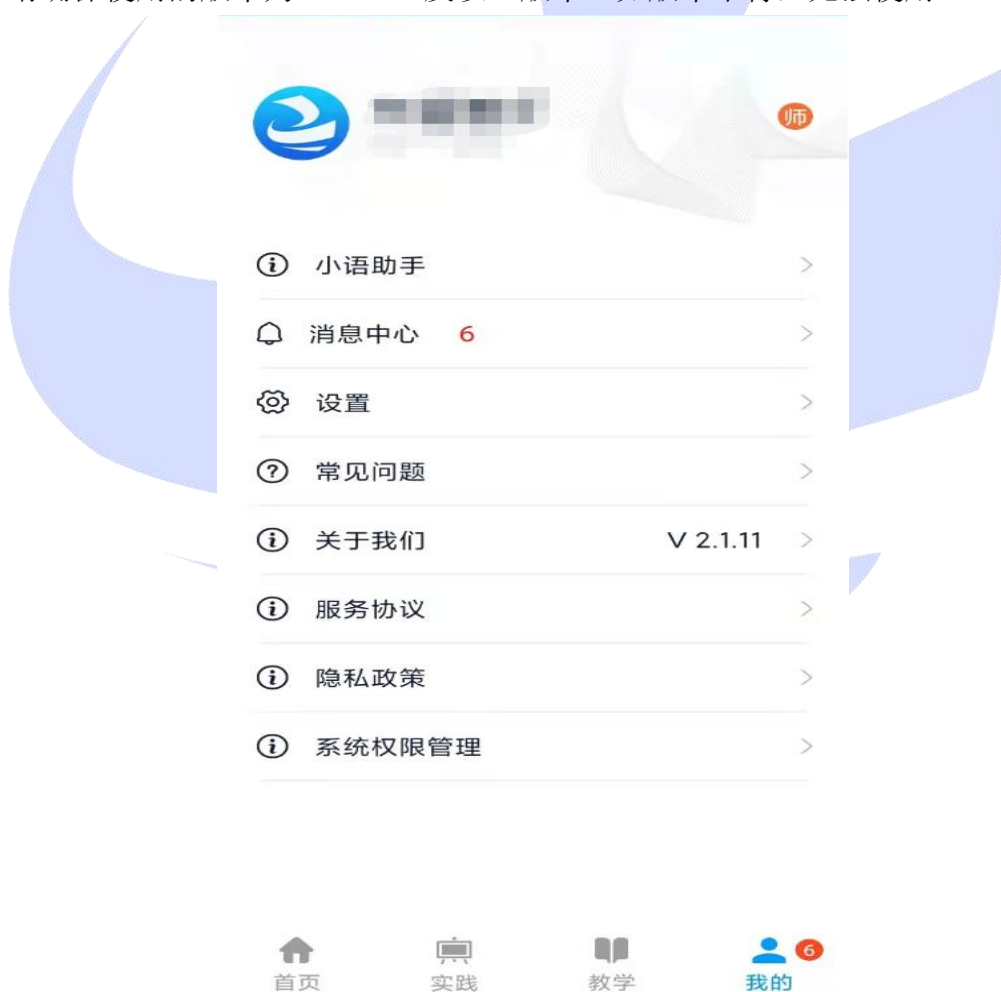 师
小语助手
消息中心 6
设置
常见问题
关于我们 V 2.1.11
服务协议
隐私政策
系统权限管理
6
首页 实践 教学 我的